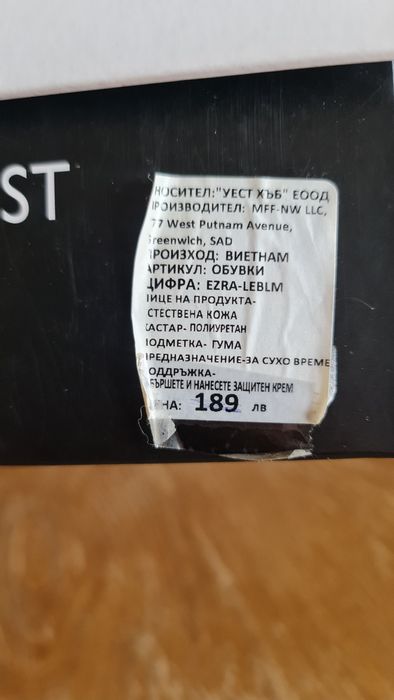 ST
НОСИТЕЛ:"УЕСТ ХЪБ" ЕООД
РОИЗВОДИТЕЛ: MFF-NW LLC,
77 West Putnam Avenue,
Greenwich, SAD
ПРОИЗХОД: ВИЕТНАМ
АРТИКУЛ: ОБУВКИ
ЦИФРА: EZRA-LEBLM
ЛИЦЕ НА ПРОДУКТА-
ЕСТЕСТВЕНА КОЖА
ХАСТАР- ПОЛИУРЕТАН
ПОДМЕТКА- ГУМА
ПРЕДНАЗНАЧЕНИЕ-ЗА СУХО ВРЕМЕ
ПОДДРЪЖКА-
ЗБЪРШЕТЕ И НАНЕСЕТЕ ЗАЩИТЕН КРЕМ
ЦЕНА: 189 ЛВ